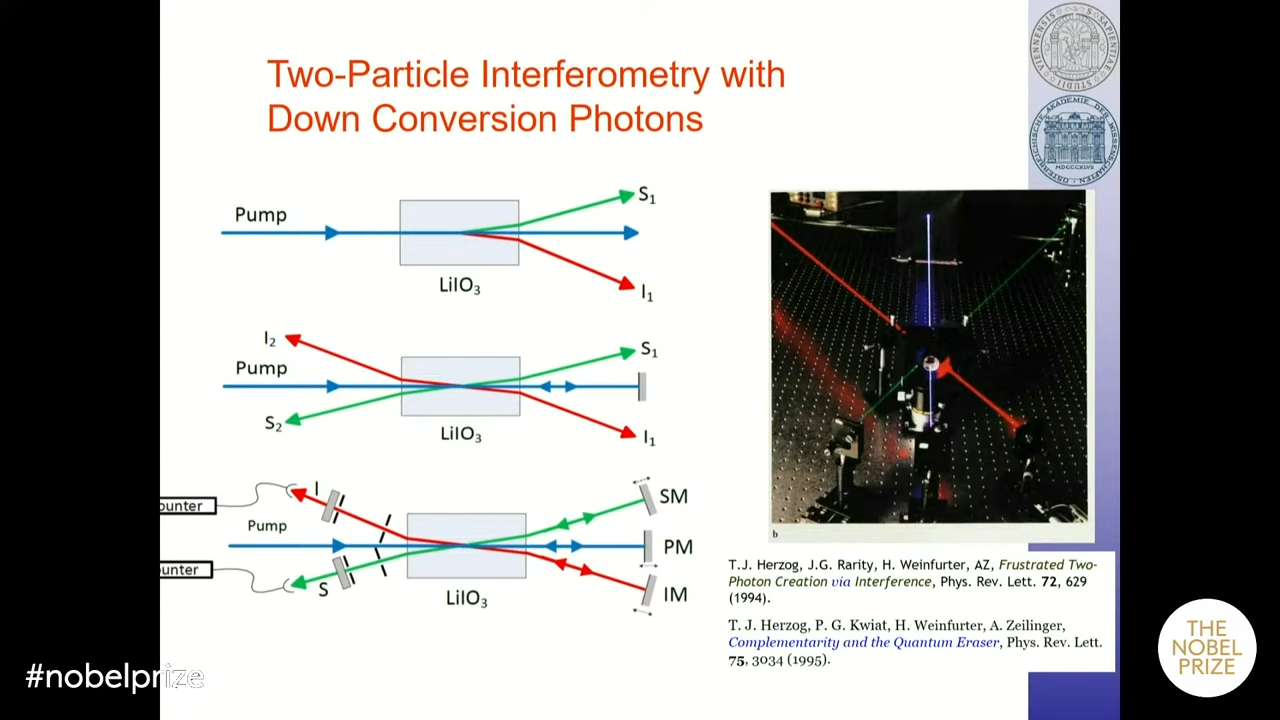 Two-Particle Interferometry with
Down Conversion Photons
Pump
S₁
I₁
LiIO₃
I₂
Pump
S₂
S₁
I₁
LiIO₃
I
ounter
Pump
ounter
S
LiIO₃
SM
PM
IM
b
T.J. Herzog, J.G. Rarity, H. Weinfurter, AZ, Frustrated Two-
Photon Creation via Interference, Phys. Rev. Lett. 72, 629
(1994).
T. J. Herzog, P. G. Kwiat, H. Weinfurter, A. Zeilinger,
Complementarity and the Quantum Eraser, Phys. Rev. Lett.
75, 3034 (1995).
#nobelprize
THE
NOBEL
PRIZE